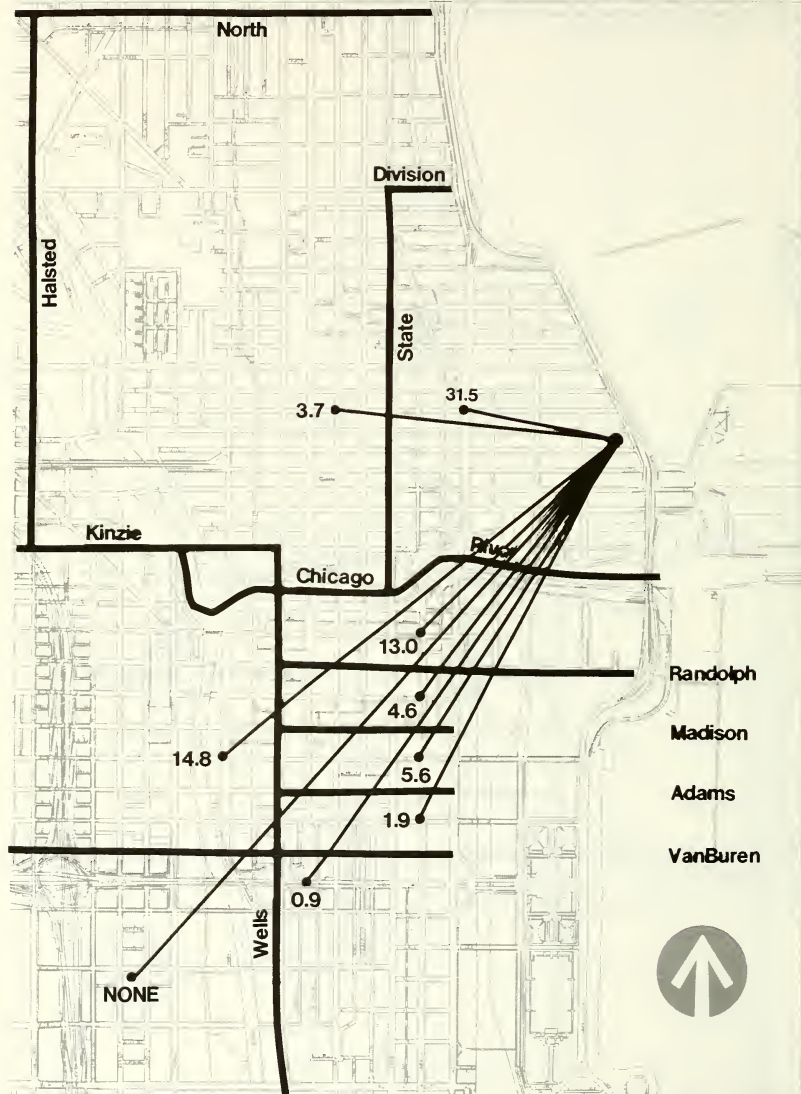 North
Division
Halsted
State
31.5
3.7
Kinzie
River
Chicago
13.0
Randolph
4.6
Madison
14.8
5.6
Adams
1.9
VanBuren
0.9
Wells
NONE